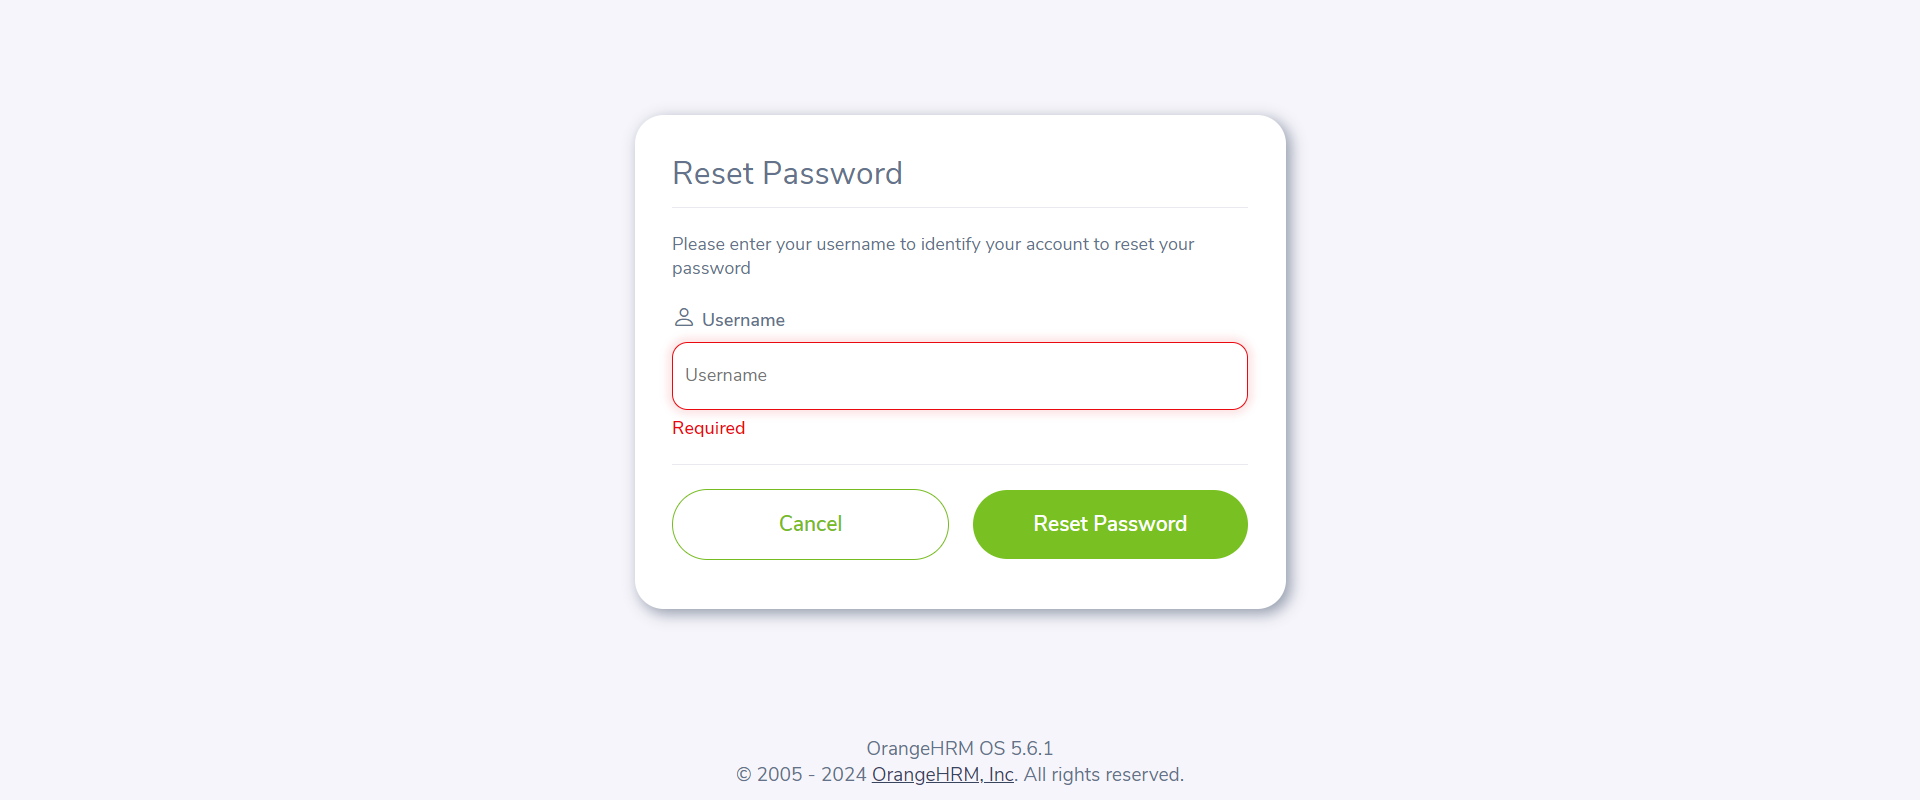 Reset Password
Please enter your username to identify your account to reset your
password
Username
Username
Required
Cancel
Reset Password
OrangeHRM OS 5.6.1
© 2005 - 2024 OrangeHRM, Inc. All rights reserved.